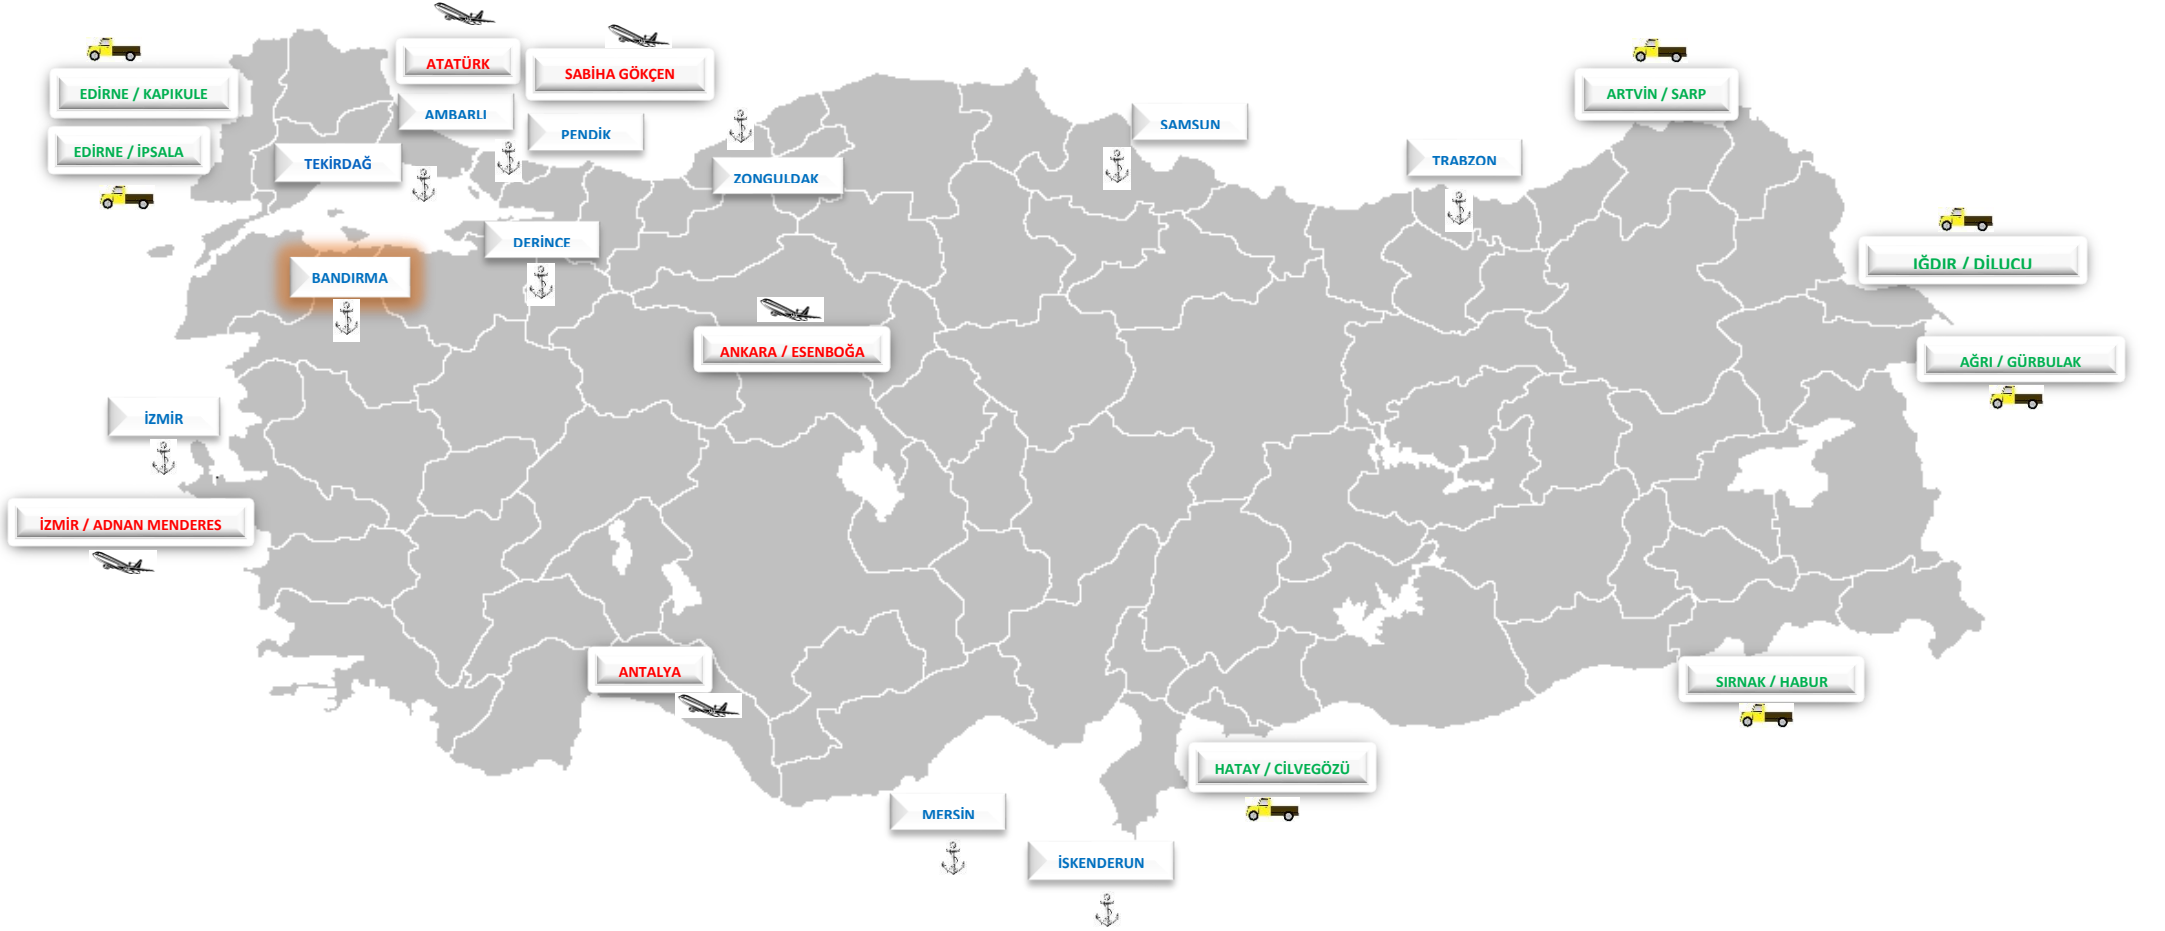 ATATÜRK
SABİHA GÖKÇEN
EDİRNE / KAPIKULE
ARTVİN / SARP
AMBARLI
PENDİK
SAMSUN
EDİRNE / İPSALA
TEKİRDAĞ
TRABZON
ZONGULDAK
DERİNCE
IĞDIR / DİLUCU
BANDIRMA
ANKARA / ESENBOĞA
AĞRI / GÜRBULAK
İZMİR
İZMİR / ADNAN MENDERES
ANTALYA
SIRNAK / HABUR
HATAY / CİLVEGÖZÜ
MERSİN
İSKENDERUN